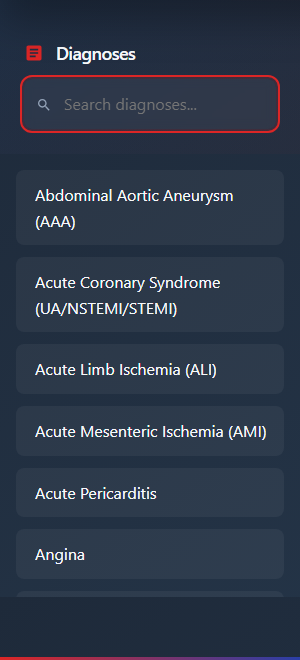 Diagnoses
Search diagnoses...
Abdominal Aortic Aneurysm
(AAA)
Acute Coronary Syndrome
(UA/NSTEMI/STEMI)
Acute Limb Ischemia (ALI)
Acute Mesenteric Ischemia (AMI)
Acute Pericarditis
Angina